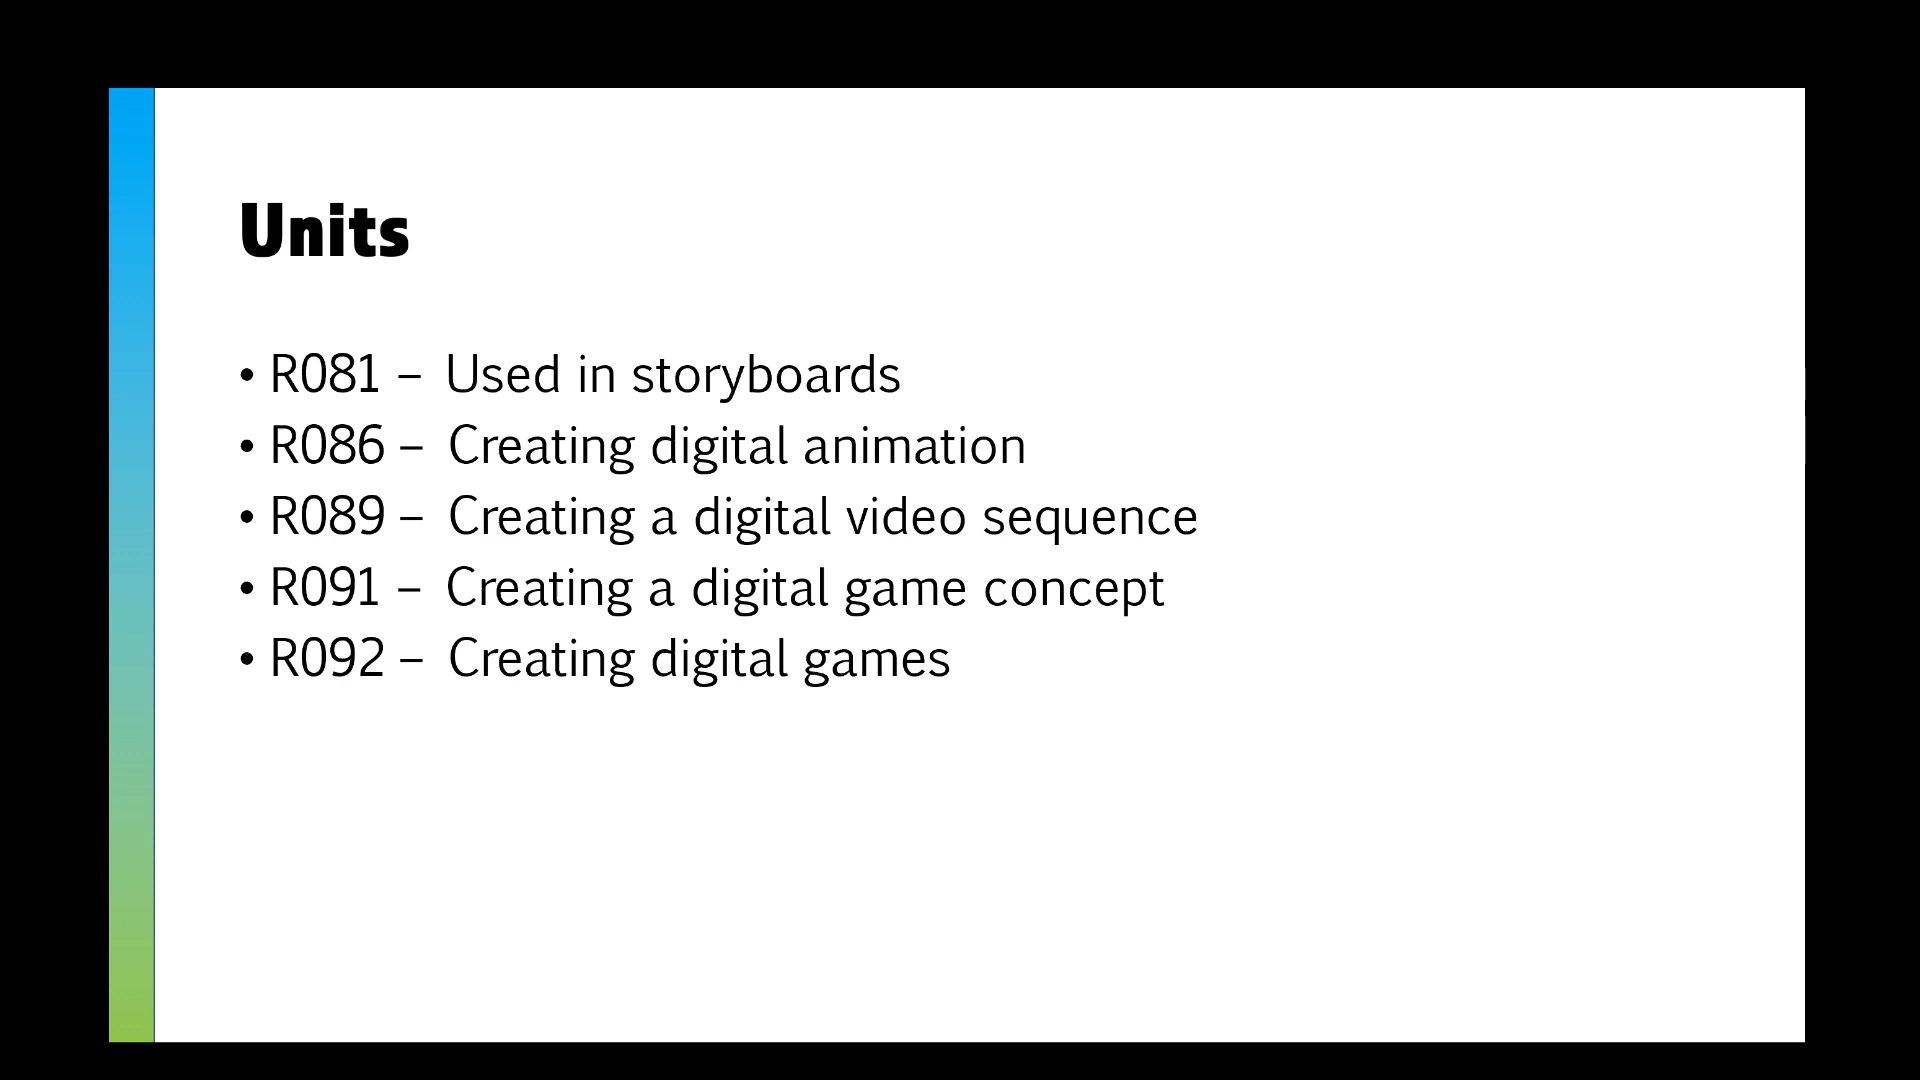 Units
• R081 – Used in storyboards
• R086 – Creating digital animation
• R089 – Creating a digital video sequence
• R091 – Creating a digital game concept
• R092 – Creating digital games